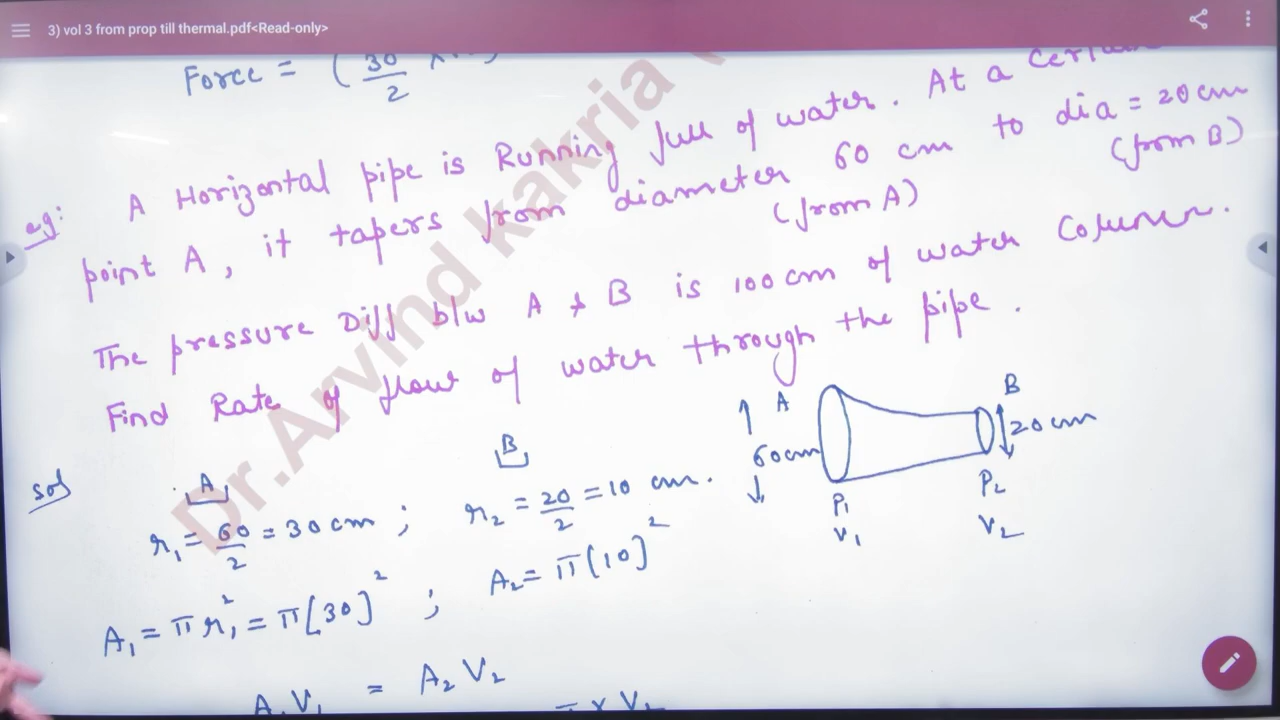 3) vol 3 from prop till thermal.pdf<Read-only>
Force = ( 30/2
eg: A Horizontal pipe is Running full of water. At a certain
point A, it tapers from diameter 60 cm to dia = 20 cm
(from A) (from B)
The pressure Diff b/w A & B is 100 cm of water Column.
Find Rate of flow of water through the pipe.
Sol
A B
r₁ = 60/2 = 30 cm ; r₂ = 20/2 = 10 cm.
A₁ = π r₁² = π[30]² ; A₂ = π(10)²
A₁V₁ = A₂V₂
π × V₂
A B
60cm 20 cm
P₁ P₂
V₁ V₂
Dr.Arvind kakria